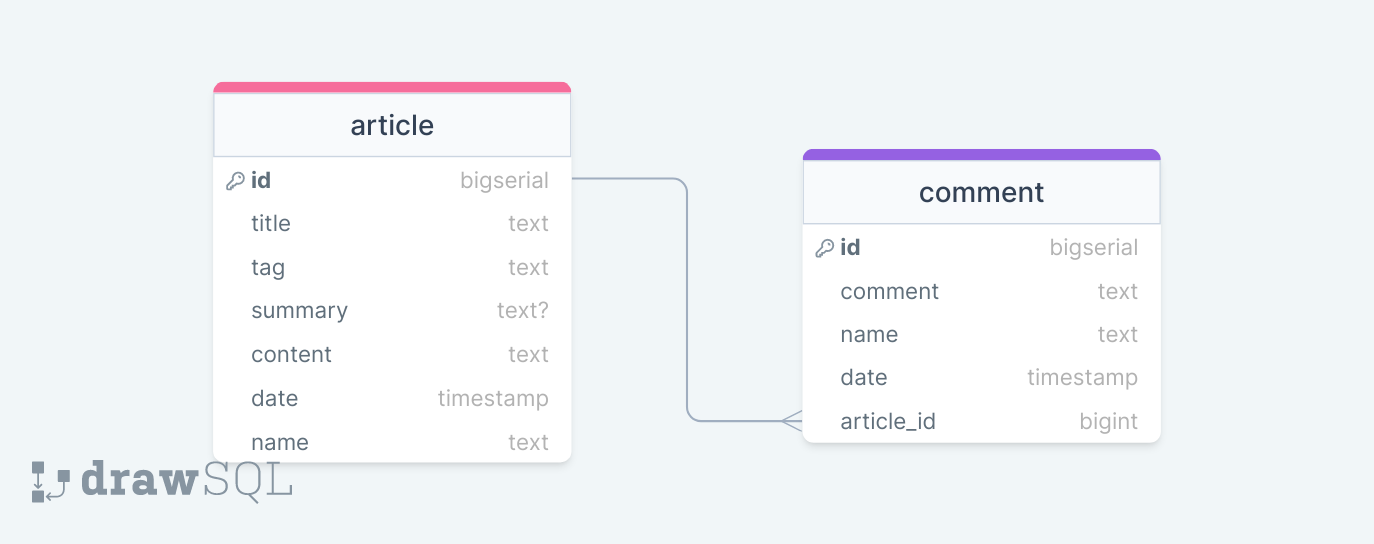 article
id bigserial
title text
tag text
summary text?
content text
date timestamp
name text
comment
id bigserial
comment text
name text
date timestamp
article_id bigint
drawSQL